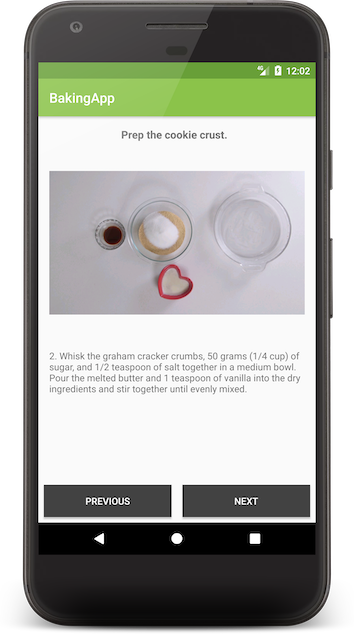 4G 12:02
BakingApp
Prep the cookie crust.
2. Whisk the graham cracker crumbs, 50 grams (1/4 cup) of
sugar, and 1/2 teaspoon of salt together in a medium bowl.
Pour the melted butter and 1 teaspoon of vanilla into the dry
ingredients and stir together until evenly mixed.
PREVIOUS NEXT